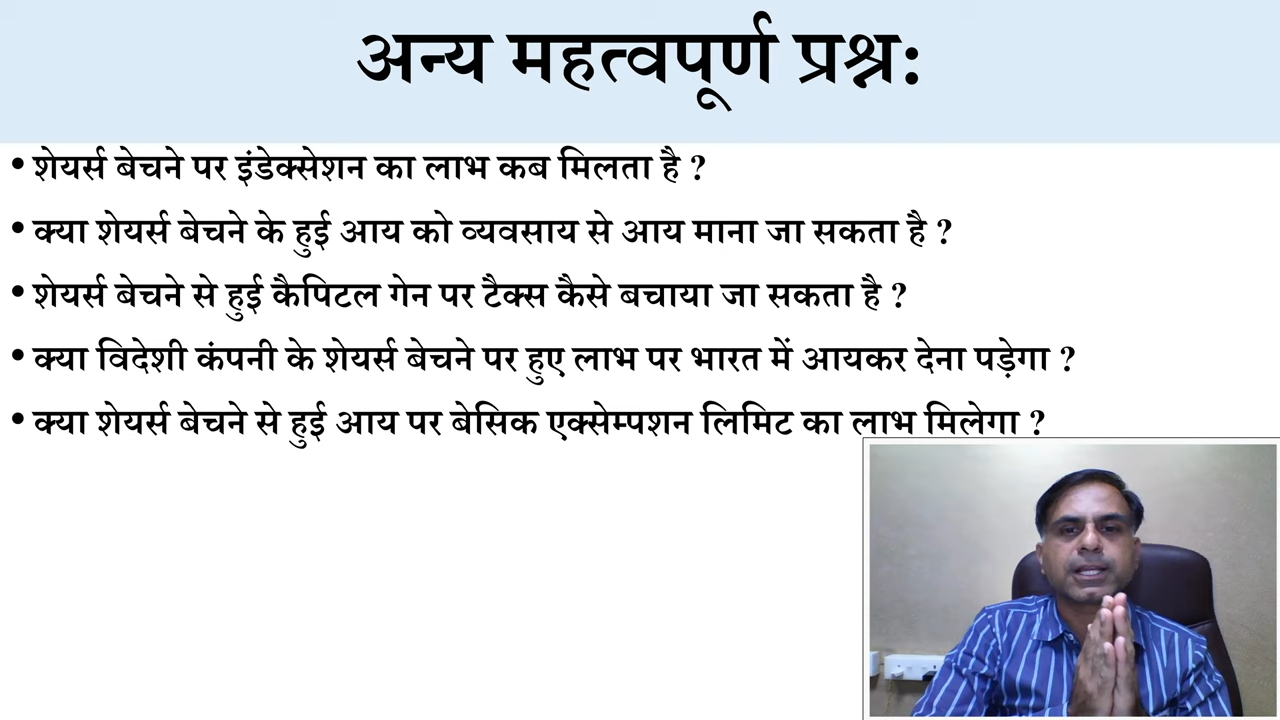 अन्य महत्वपूर्ण प्रश्न:
• शेयर्स बेचने पर इंडेक्सेशन का लाभ कब मिलता है ?
• क्या शेयर्स बेचने के हुई आय को व्यवसाय से आय माना जा सकता है ?
• शेयर्स बेचने से हुई कैपिटल गेन पर टैक्स कैसे बचाया जा सकता है ?
• क्या विदेशी कंपनी के शेयर्स बेचने पर हुए लाभ पर भारत में आयकर देना पड़ेगा ?
• क्या शेयर्स बेचने से हुई आय पर बेसिक एक्सेम्पशन लिमिट का लाभ मिलेगा ?